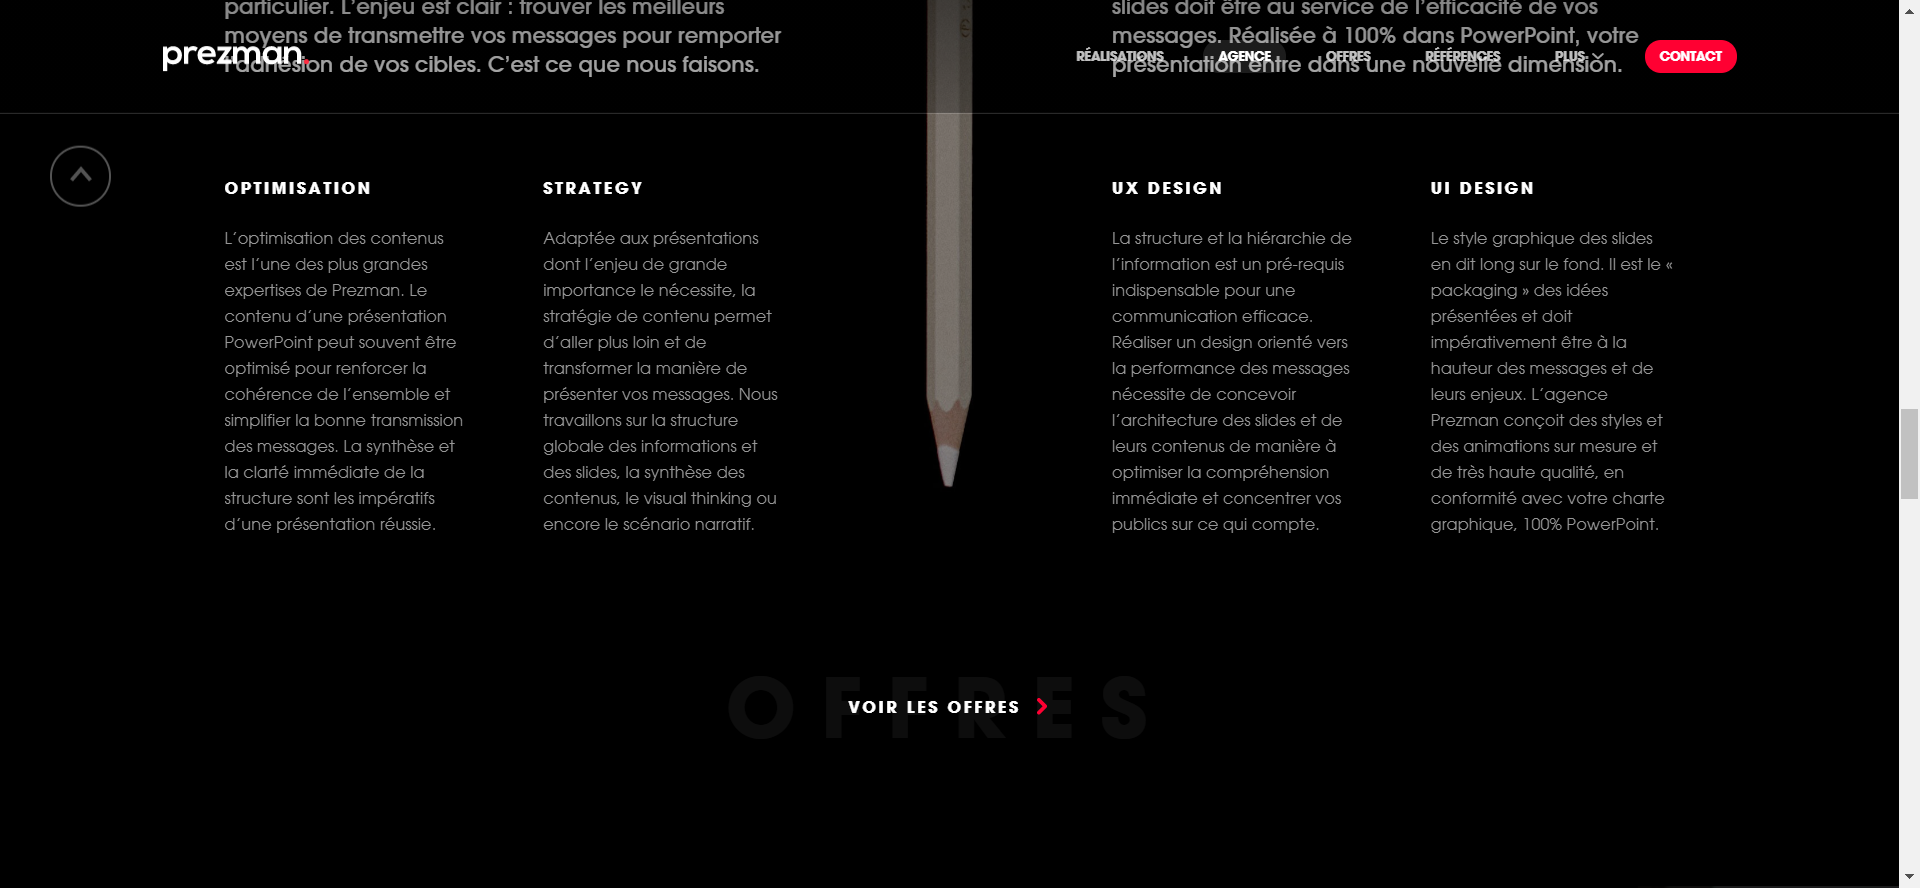 particulier. L’enjeu est clair : trouver les meilleurs
moyens de transmettre vos messages pour remporter
l’adhésion de vos cibles. C’est ce que nous faisons.
slides doit être au service de l’efficacité de vos
messages. Réalisée à 100% dans PowerPoint, votre
présentation entre dans une nouvelle dimension.
prezman.
RÉALISATIONS
AGENCE
OFFRES
RÉFÉRENCES
PLUS
CONTACT
OPTIMISATION
L’optimisation des contenus
est l’une des plus grandes
expertises de Prezman. Le
contenu d’une présentation
PowerPoint peut souvent être
optimisé pour renforcer la
cohérence de l’ensemble et
simplifier la bonne transmission
des messages. La synthèse et
la clarté immédiate de la
structure sont les impératifs
d’une présentation réussie.
STRATEGY
Adaptée aux présentations
dont l’enjeu de grande
importance le nécessite, la
stratégie de contenu permet
d’aller plus loin et de
transformer la manière de
présenter vos messages. Nous
travaillons sur la structure
globale des informations et
des slides, la synthèse des
contenus, le visual thinking ou
encore le scénario narratif.
UX DESIGN
La structure et la hiérarchie de
l’information est un pré-requis
indispensable pour une
communication efficace.
Réaliser un design orienté vers
la performance des messages
nécessite de concevoir
l’architecture des slides et de
leurs contenus de manière à
optimiser la compréhension
immédiate et concentrer vos
publics sur ce qui compte.
UI DESIGN
Le style graphique des slides
en dit long sur le fond. Il est le «
packaging » des idées
présentées et doit
impérativement être à la
hauteur des messages et de
leurs enjeux. L’agence
Prezman conçoit des styles et
des animations sur mesure et
de très haute qualité, en
conformité avec votre charte
graphique, 100% PowerPoint.
OFFRES
VOIR LES OFFRES